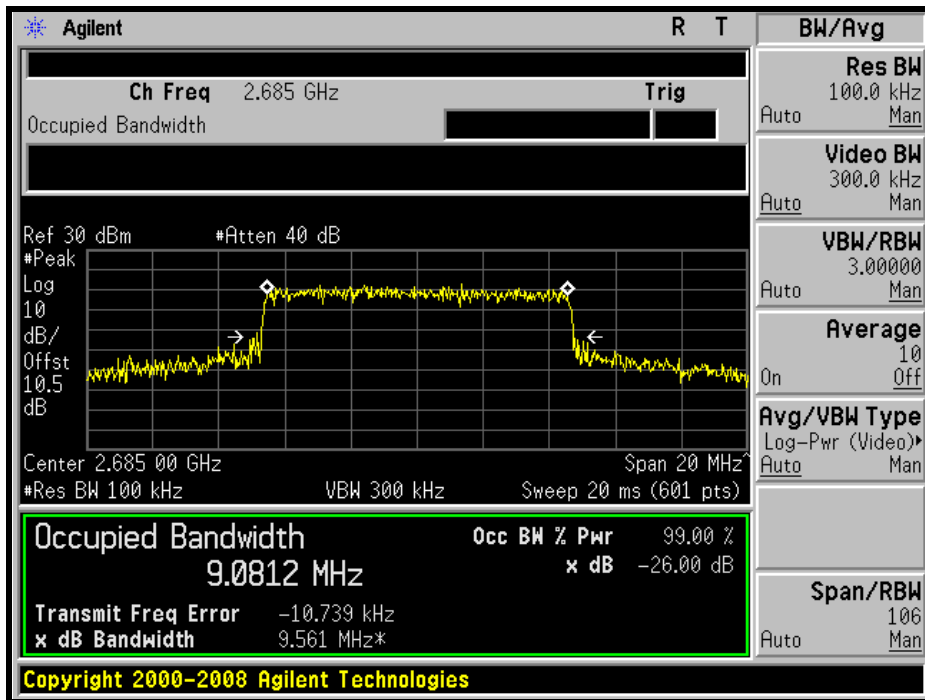 Agilent R T
BW/Avg
Ch Freq 2.685 GHz Trig
Occupied Bandwidth
Ref 30 dBm #Atten 40 dB
#Peak
Log
10
dB/
Offst
10.5
dB
Center 2.685 00 GHz Span 20 MHz^
#Res BW 100 kHz VBW 300 kHz Sweep 20 ms (601 pts)
Occupied Bandwidth
9.0812 MHz
Occ BW % Pwr 99.00 %
x dB -26.00 dB
Transmit Freq Error -10.739 kHz
x dB Bandwidth 9.561 MHz*
Res BW
100.0 kHz
Auto Man
Video BW
300.0 kHz
Auto Man
VBW/RBW
3.00000
Auto Man
Average
10
On Off
Avg/VBW Type
Log-Pwr (Video)▸
Auto Man
Span/RBW
106
Auto Man
Copyright 2000-2008 Agilent Technologies